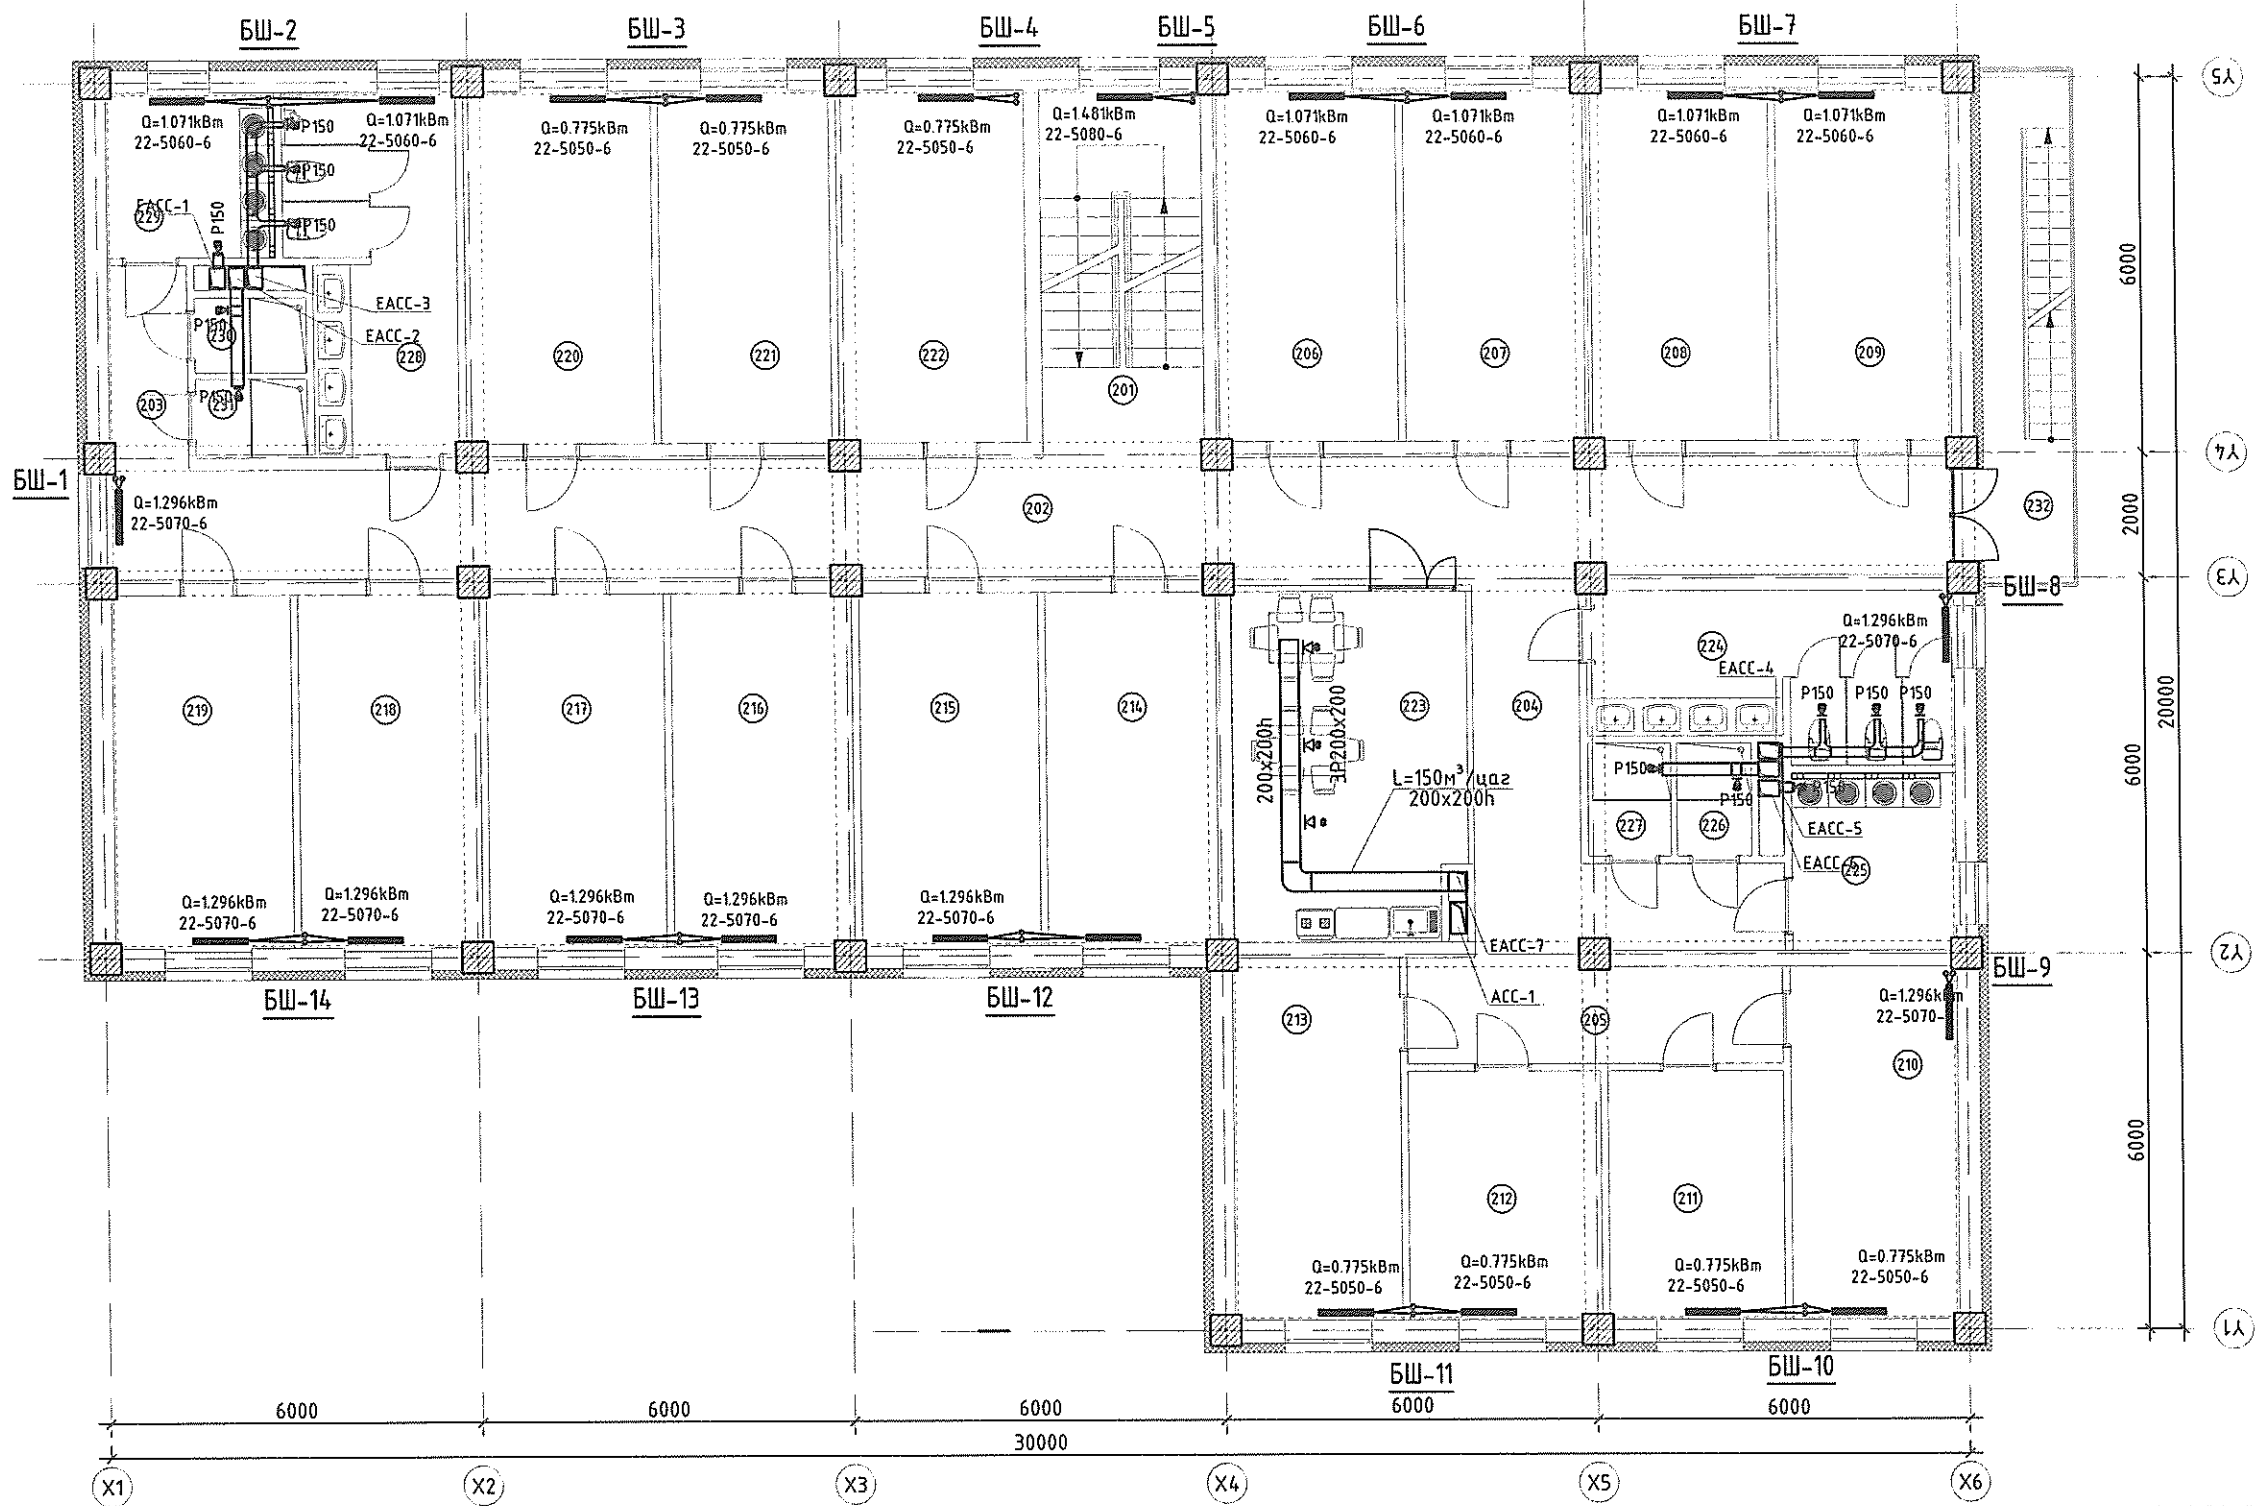 БШ-2
БШ-3
БШ-4
БШ-5
БШ-6
БШ-7
Y5
Q=1.071kBm
22-5060-6
P150
Q=1.071kBm
22-5060-6
Q=0.775kBm
22-5050-6
Q=0.775kBm
22-5050-6
Q=0.775kBm
22-5050-6
Q=1.481kBm
22-5080-6
Q=1.071kBm
22-5060-6
Q=1.071kBm
22-5060-6
Q=1.071kBm
22-5060-6
Q=1.071kBm
22-5060-6
P150
P150
EACC-1
229
P150
EACC-3
EACC-2
P150
230
228
P150
231
203
220
221
222
201
206
207
208
209
6000
Y4
БШ-1
Q=1.296kBm
22-5070-6
202
232
2000
Y3
БШ-8
Q=1.296kBm
22-5070-6
224
EACC-4
P150
P150
P150
219
218
217
216
215
214
223
204
200x200h
ЗР200x200
L=150м³/цаг
200x200h
P150
P150
P150
227
226
EACC-5
EACC-6
225
6000
20000
Q=1.296kBm
22-5070-6
Q=1.296kBm
22-5070-6
Q=1.296kBm
22-5070-6
Q=1.296kBm
22-5070-6
Q=1.296kBm
22-5070-6
EACC-7
ACC-1
Y2
БШ-9
БШ-14
БШ-13
БШ-12
213
205
Q=1.296kBm
22-5070-
210
212
211
6000
Q=0.775kBm
22-5050-6
Q=0.775kBm
22-5050-6
Q=0.775kBm
22-5050-6
Q=0.775kBm
22-5050-6
Y1
БШ-11
БШ-10
6000
6000
6000
6000
6000
30000
X1
X2
X3
X4
X5
X6